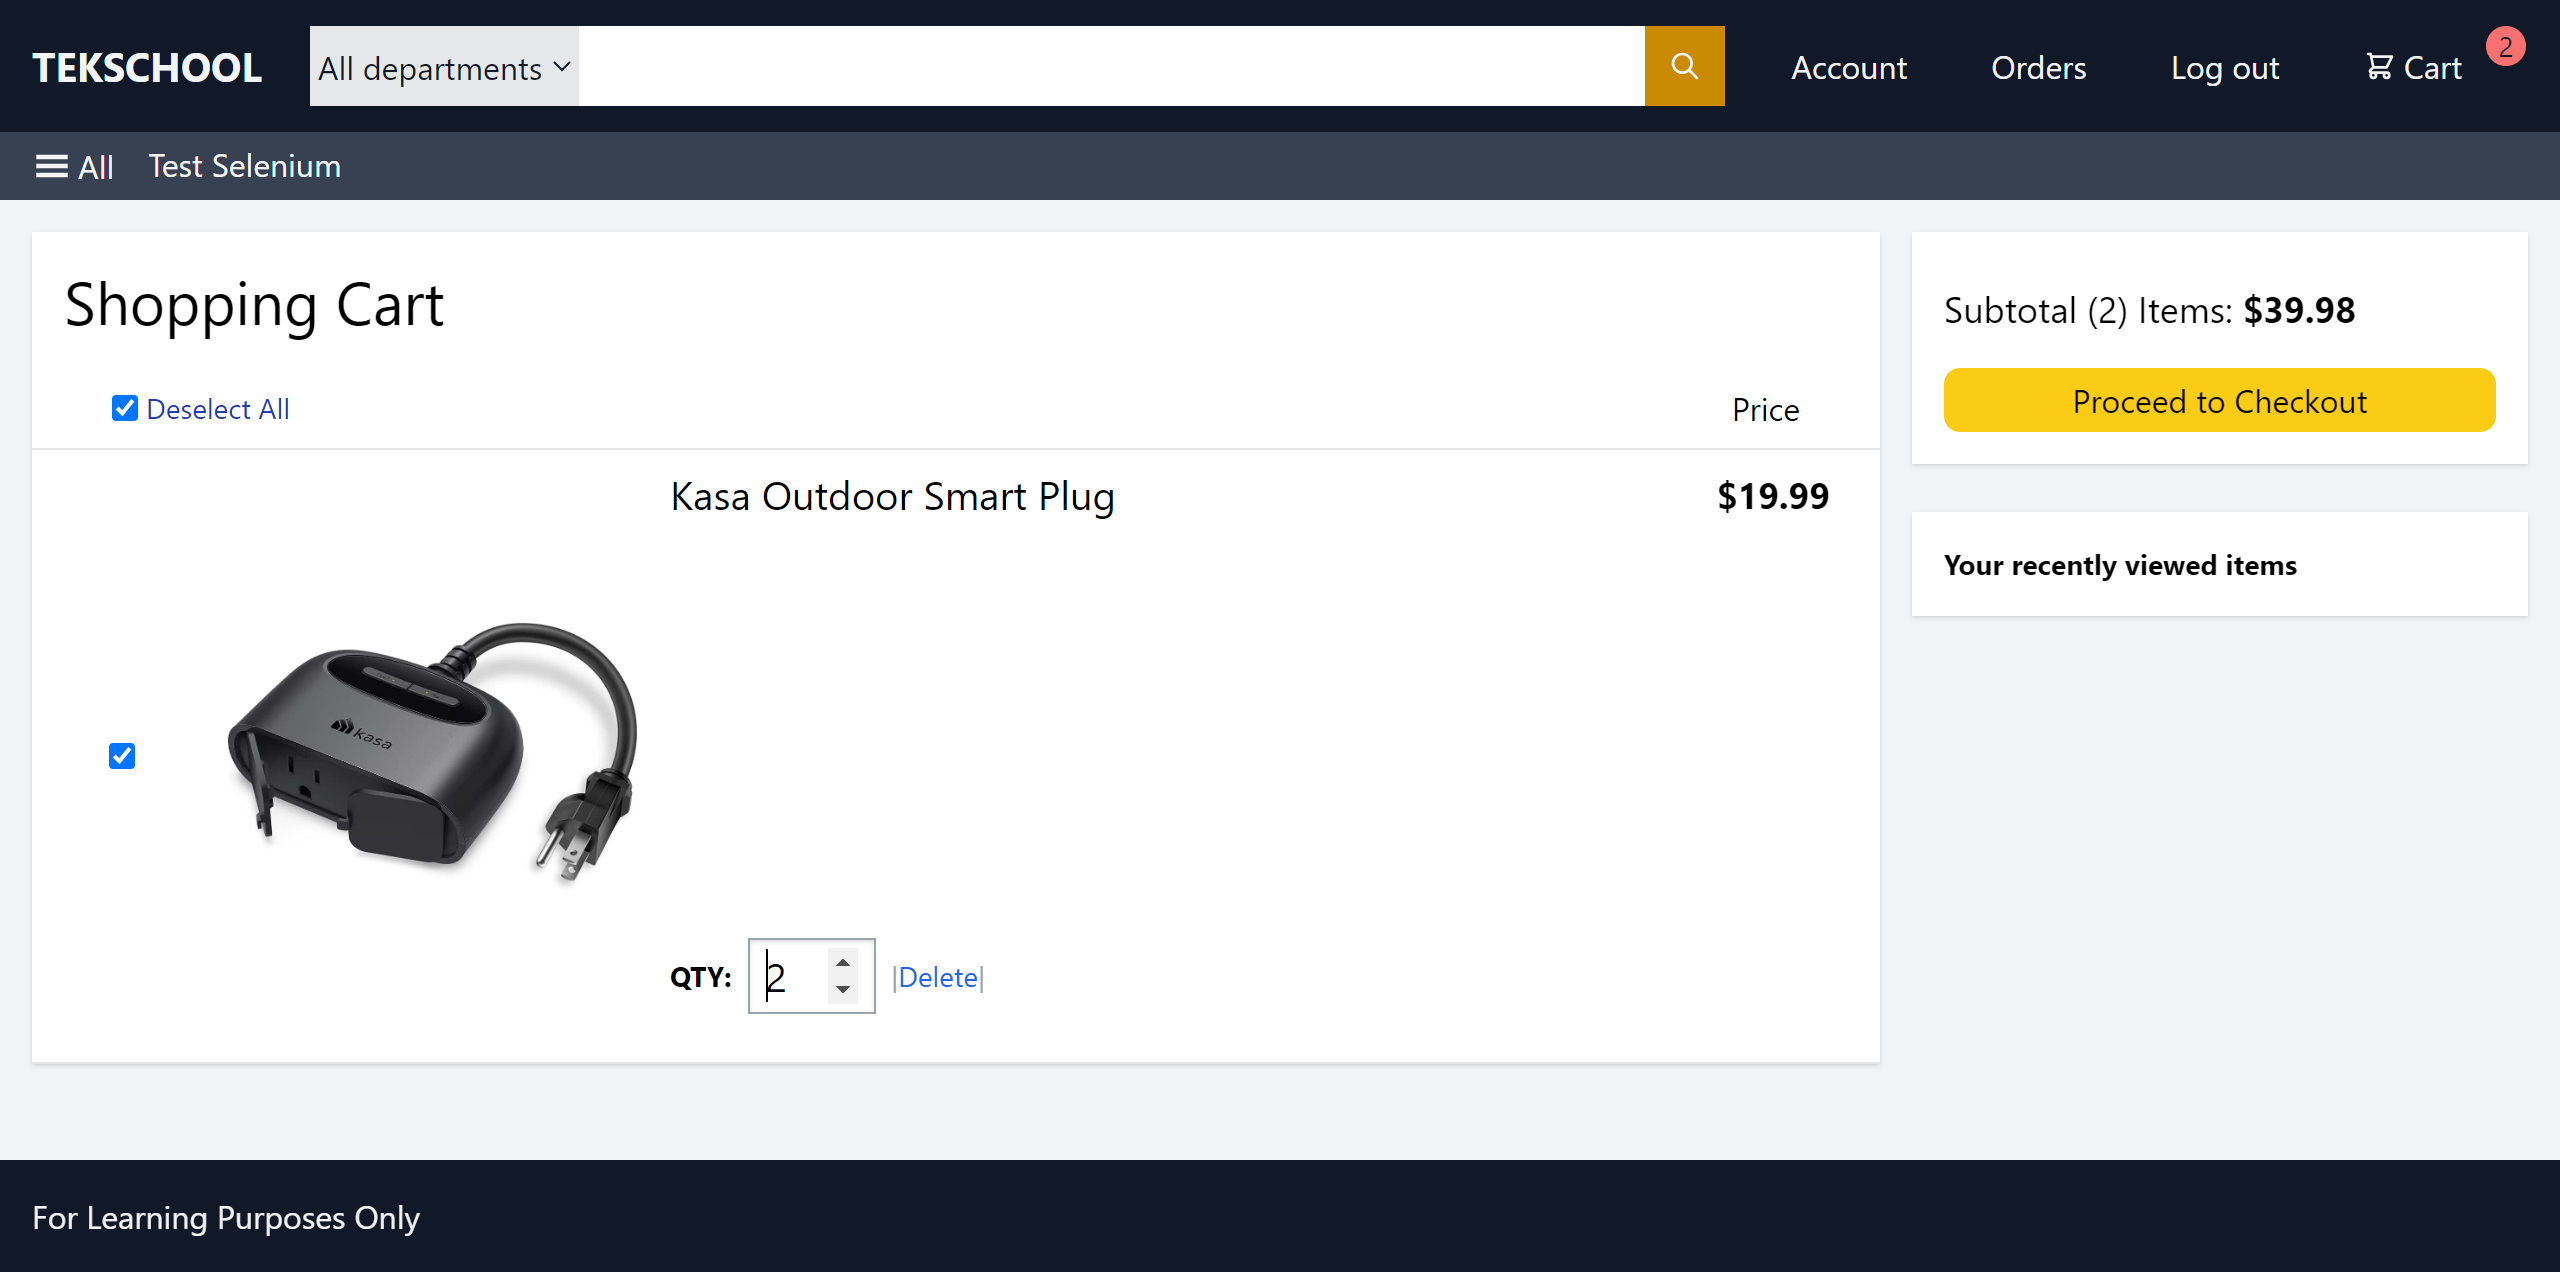 TEKSCHOOL
All departments
Account
Orders
Log out
Cart
2
All
Test Selenium
Shopping Cart
Deselect All
Price
Kasa Outdoor Smart Plug
$19.99
kasa
QTY:
2
|Delete|
Subtotal (2) Items: $39.98
Proceed to Checkout
Your recently viewed items
For Learning Purposes Only